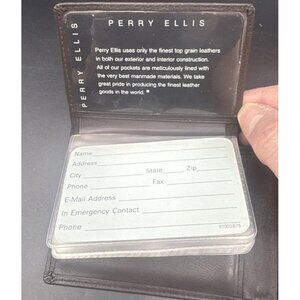 PERRY ELLIS
PERRY ELLIS
Perry Ellis uses only the finest top grain leathers
in both our exterior and interior construction.
All of our pockets are meticulously lined with
the very best manmade materials. We take
great pride in producing the finest leather
goods in the world.
Name
Address
City State Zip
Phone Fax
E-Mail Address
In Emergency Contact
Phone